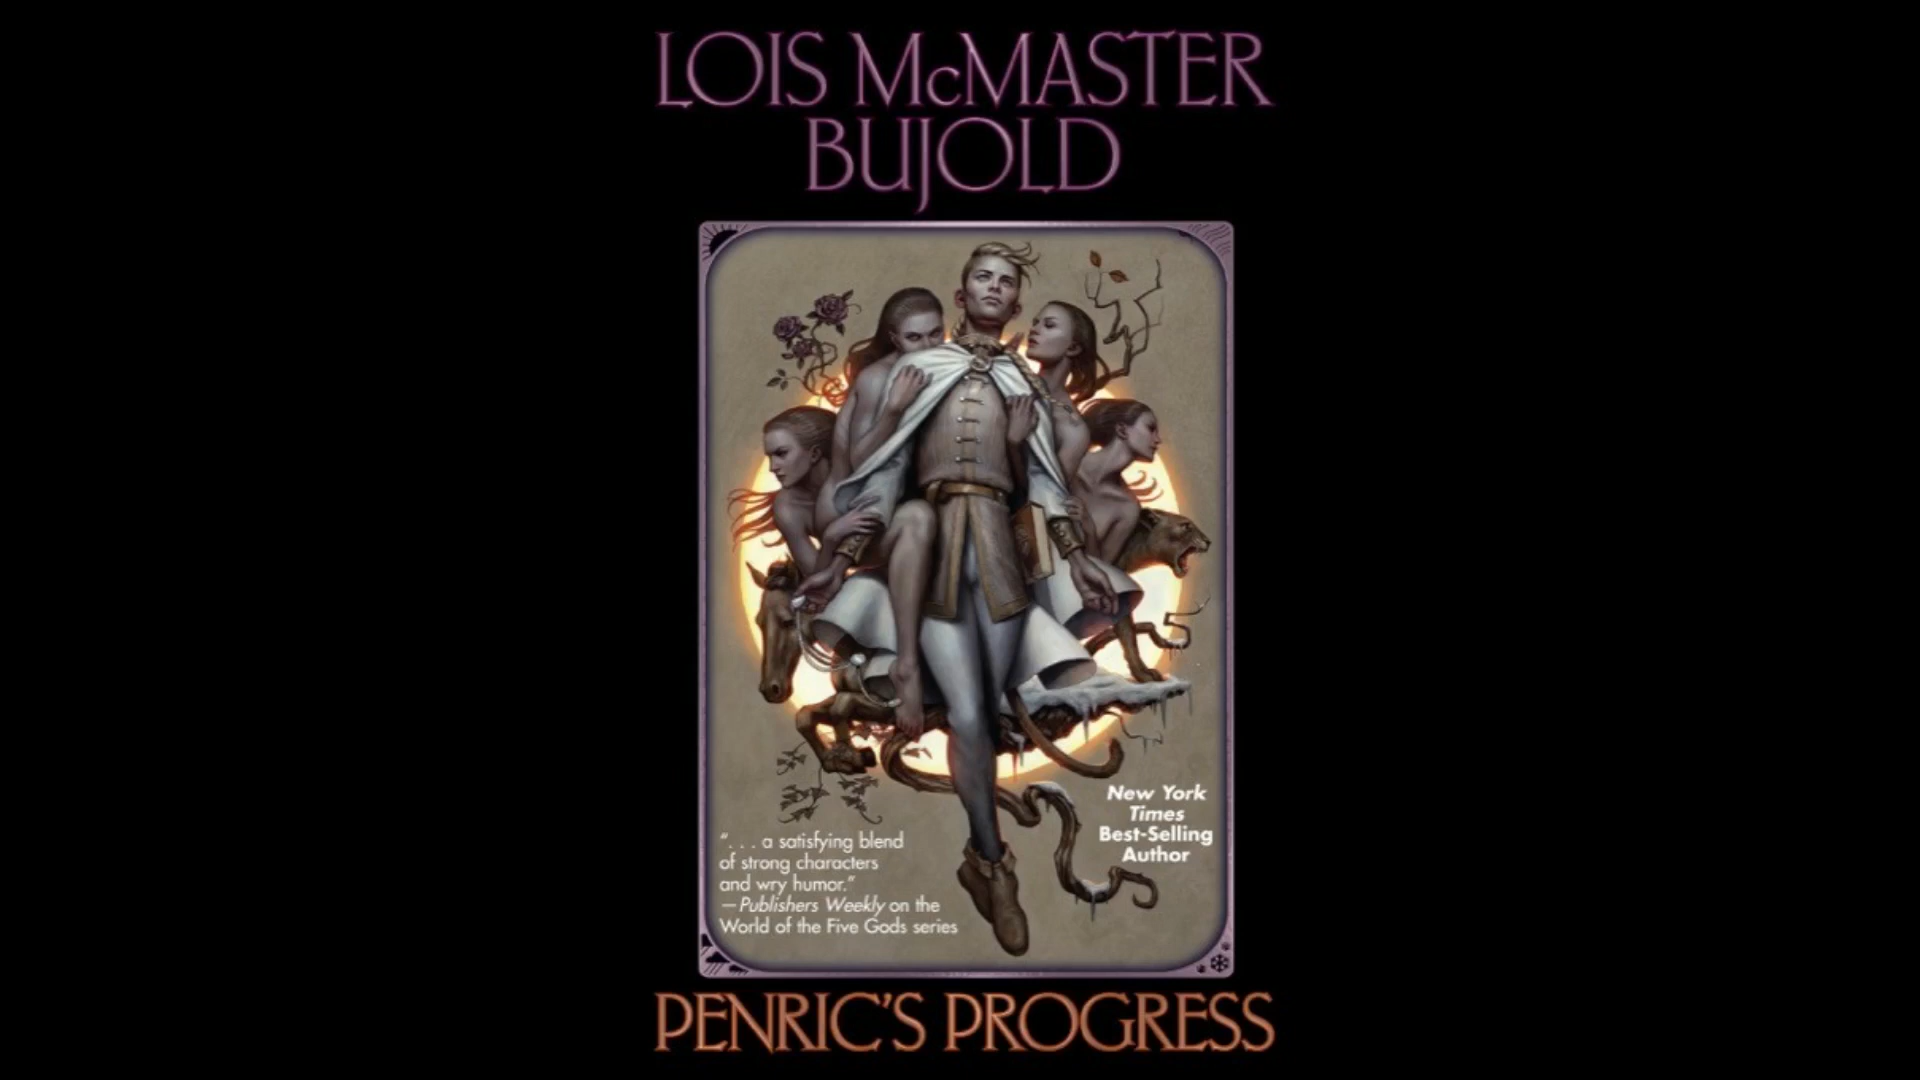 LOIS McMASTER
BUJOLD
New York
Times
Best-Selling
Author
“. . . a satisfying blend
of strong characters
and wry humor.”
—Publishers Weekly on the
World of the Five Gods series
PENRIC’S PROGRESS